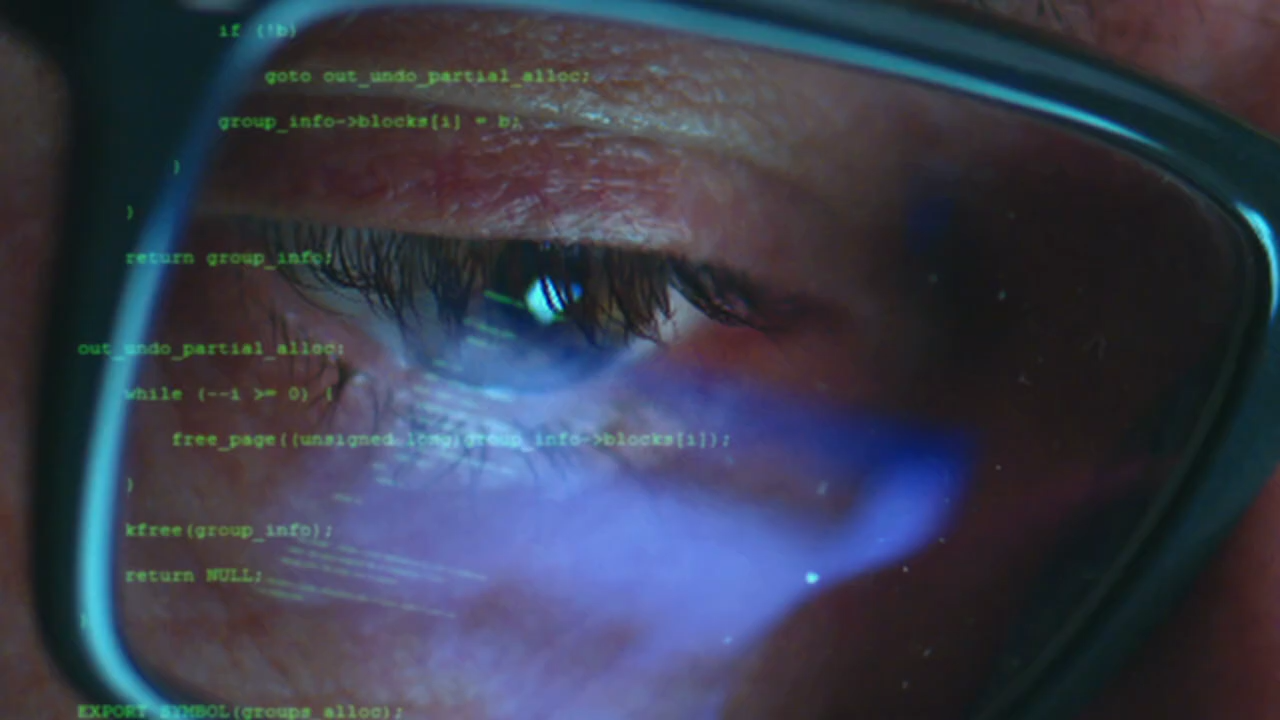 if (!b)
goto out_undo_partial_alloc;
group_info->blocks[i] = b;
}
}
return group_info;
out_undo_partial_alloc:
while (--i >= 0) {
free_page((unsigned long)group_info->blocks[i]);
}
kfree(group_info);
return NULL;
EXPORT_SYMBOL(groups_alloc);